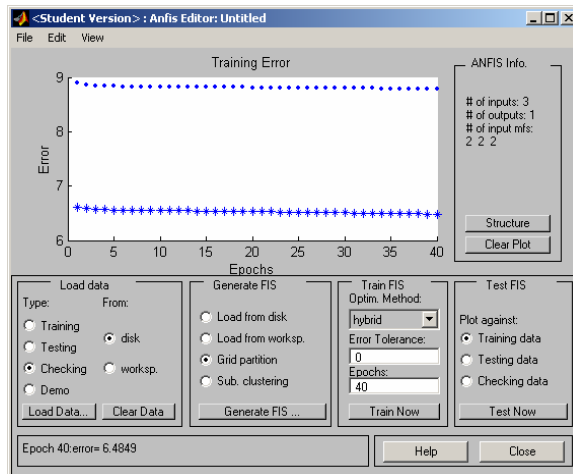 <Student Version> : Anfis Editor: Untitled
File Edit View
Training Error
9
8
7
6
Error
0 5 10 15 20 25 30 35 40
Epochs
ANFIS Info.
# of inputs: 3
# of outputs: 1
# of input mfs:
2 2 2
Structure
Clear Plot
Load data
Type: From:
Training
Testing
Checking
Demo
disk
worksp.
Load Data... Clear Data
Generate FIS
Load from disk
Load from worksp.
Grid partition
Sub. clustering
Generate FIS ...
Train FIS
Optim. Method:
hybrid
Error Tolerance:
0
Epochs:
40
Train Now
Test FIS
Plot against:
Training data
Testing data
Checking data
Test Now
Epoch 40:error= 6.4849
Help Close